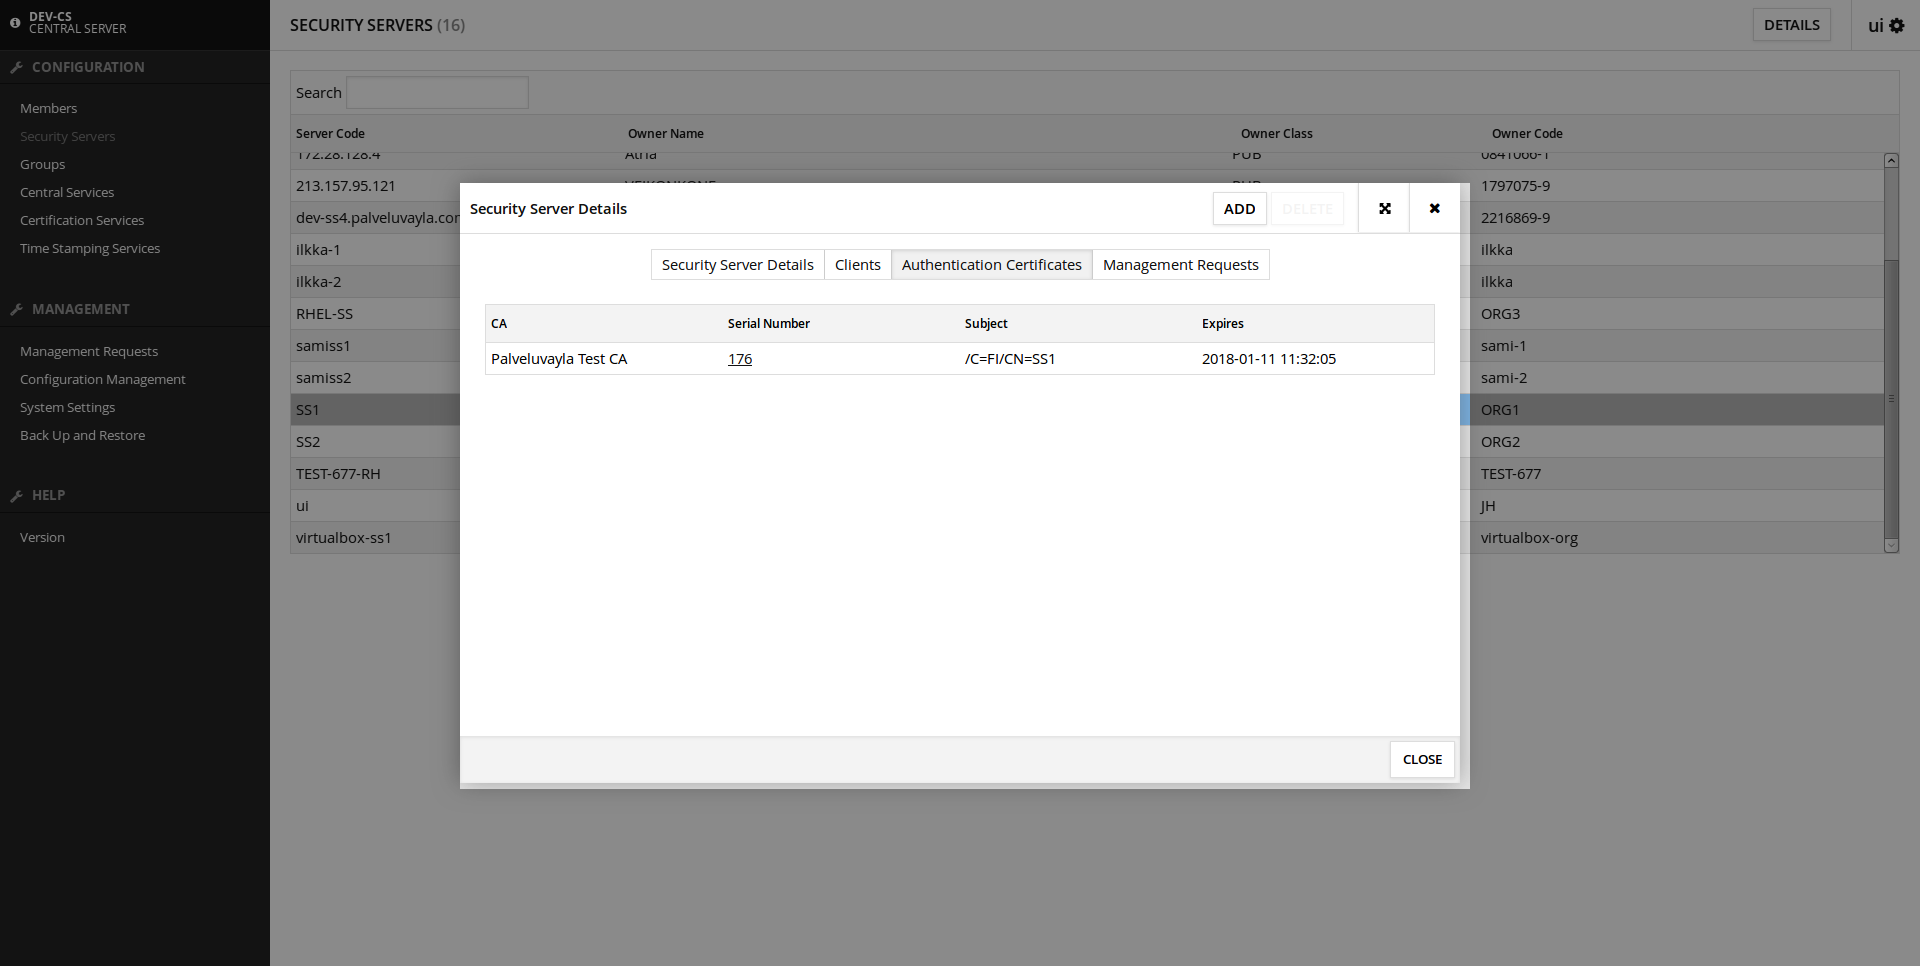 DEV-CS
CENTRAL SERVER
CONFIGURATION
Members
Security Servers
Groups
Central Services
Certification Services
Time Stamping Services
MANAGEMENT
Management Requests
Configuration Management
System Settings
Back Up and Restore
HELP
Version
SECURITY SERVERS (16)
DETAILS
ui
Search
Server Code Owner Name Owner Class Owner Code
172.28.128.4 Atria PUB 0841066-1
213.157.95.121 1797075-9
dev-ss4.palveluvayla.co 2216869-9
ilkka-1 ilkka
ilkka-2 ilkka
RHEL-SS ORG3
samiss1 sami-1
samiss2 sami-2
SS1 ORG1
SS2 ORG2
TEST-677-RH TEST-677
ui JH
virtualbox-ss1 virtualbox-org
Security Server Details
ADD
DELETE
Security Server Details Clients Authentication Certificates Management Requests
CA Serial Number Subject Expires
Palveluvayla Test CA 176 /C=FI/CN=SS1 2018-01-11 11:32:05
CLOSE